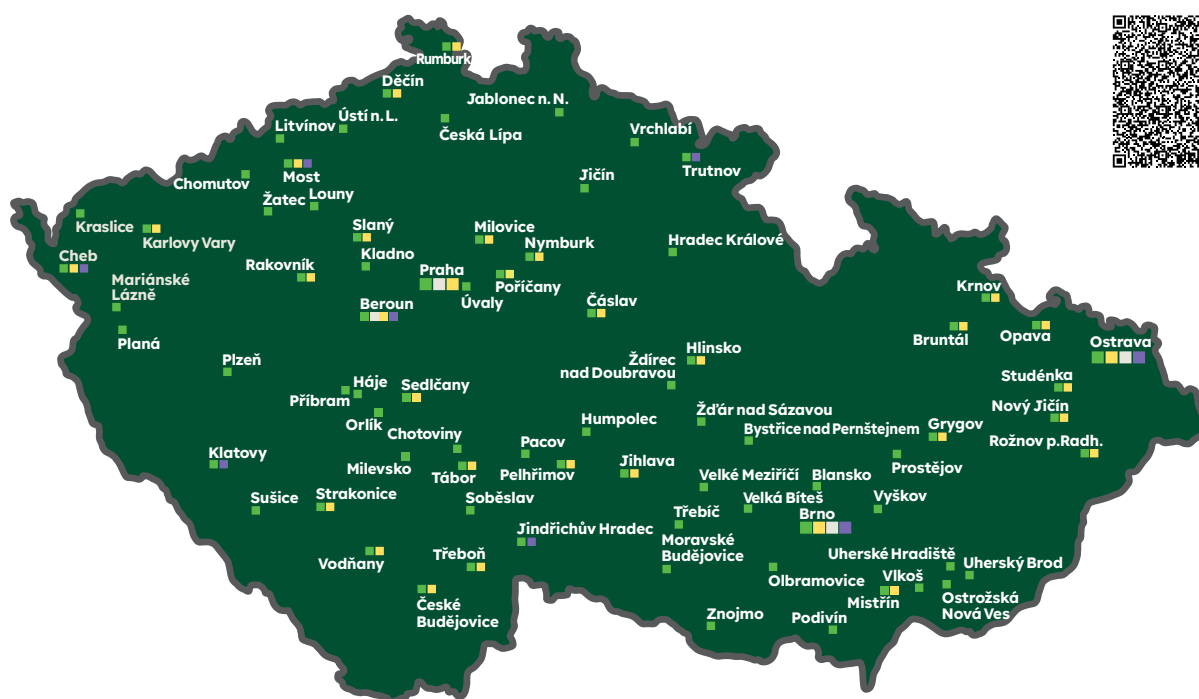 Rumburk
Děčín
Jablonec n. N.
Ústí n. L.
Litvínov
Česká Lípa
Vrchlabí
Most
Trutnov
Chomutov
Jičín
Žatec
Louny
Kraslice
Karlovy Vary
Slaný
Milovice
Nymburk
Hradec Králové
Cheb
Kladno
Rakovník
Praha
Poříčany
Mariánské
Lázně
Úvaly
Krnov
Beroun
Čáslav
Planá
Bruntál
Opava
Ostrava
Hlinsko
Plzeň
Ždírec
nad Doubravou
Studénka
Háje
Sedlčany
Příbram
Nový Jičín
Orlík
Humpolec
Žďár nad Sázavou
Grygov
Chotoviny
Bystřice nad Pernštejnem
Rožnov p.Radh.
Klatovy
Pacov
Milevsko
Tábor
Pelhřimov
Jihlava
Prostějov
Velké Meziříčí
Blansko
Sušice
Strakonice
Soběslav
Velká Bíteš
Vyškov
Třebíč
Brno
Jindřichův Hradec
Moravské
Budějovice
Vodňany
Třeboň
Uherské Hradiště
Uherský Brod
Olbramovice
Vlkoš
Mistřín
Ostrožská
Nová Ves
České
Budějovice
Znojmo
Podivín